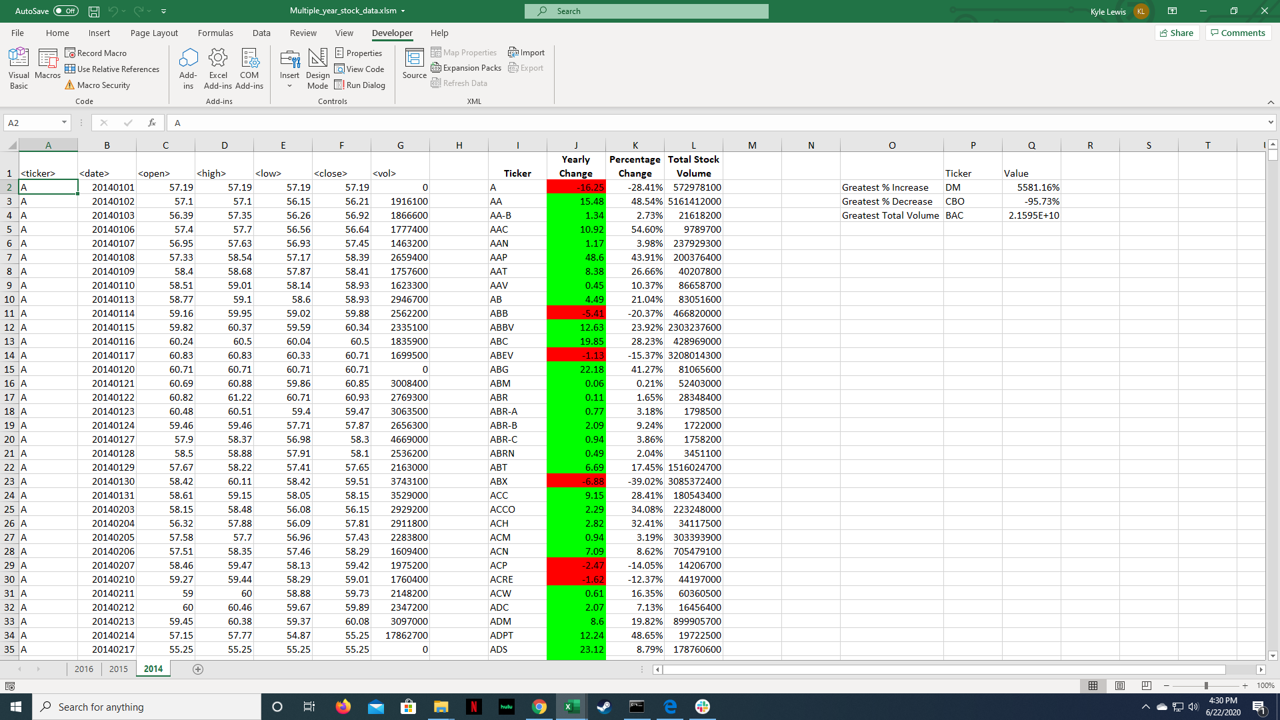 AutoSave Off Multiple_year_stock_data.xlsm Search Kyle Lewis KL
File Home Insert Page Layout Formulas Data Review View Developer Help Share Comments
Visual Basic Macros Record Macro Use Relative References Macro Security Add-ins Excel Add-ins COM Add-ins Insert Design Mode Properties View Code Run Dialog Source Map Properties Expansion Packs Refresh Data Import Export
Code Add-ins Controls XML
A2 fx A
A B C D E F G H I J K L M N O P Q R S T
1 <ticker> <date> <open> <high> <low> <close> <vol> Ticker Yearly Change Percentage Change Total Stock Volume Ticker Value
2 A 20140101 57.19 57.19 57.19 57.19 0 A -16.25 -28.41% 572978100 Greatest % Increase DM 5581.16%
3 A 20140102 57.1 57.1 56.15 56.21 1916100 AA 15.48 48.54% 5161412000 Greatest % Decrease CBO -95.73%
4 A 20140103 56.39 57.35 56.26 56.92 1866600 AA-B 1.34 2.73% 21618200 Greatest Total Volume BAC 2.1595E+10
5 A 20140106 57.4 57.7 56.56 56.64 1777400 AAC 10.92 54.60% 9789700
6 A 20140107 56.95 57.63 56.93 57.45 1463200 AAN 1.17 3.98% 237929300
7 A 20140108 57.33 58.54 57.17 58.39 2659400 AAP 48.6 43.91% 200376400
8 A 20140109 58.4 58.68 57.87 58.41 1757600 AAT 8.38 26.66% 40207800
9 A 20140110 58.51 59.01 58.14 58.93 1623300 AAV 0.45 10.37% 86658700
10 A 20140113 58.77 59.1 58.6 58.93 2946700 AB 4.49 21.04% 83051600
11 A 20140114 59.16 59.95 59.02 59.88 2562200 ABB -5.41 -20.37% 466820000
12 A 20140115 59.82 60.37 59.59 60.34 2335100 ABBV 12.63 23.92% 2303237600
13 A 20140116 60.24 60.5 60.04 60.5 1835900 ABC 19.85 28.23% 428969000
14 A 20140117 60.83 60.83 60.33 60.71 1699500 ABEV -1.13 -15.37% 3208014300
15 A 20140120 60.71 60.71 60.71 60.71 0 ABG 22.18 41.27% 81065600
16 A 20140121 60.69 60.88 59.86 60.85 3008400 ABM 0.06 0.21% 52403000
17 A 20140122 60.82 61.22 60.71 60.93 2769300 ABR 0.11 1.65% 28348400
18 A 20140123 60.48 60.51 59.4 59.47 3063500 ABR-A 0.77 3.18% 1798500
19 A 20140124 59.46 59.46 57.71 57.87 2656300 ABR-B 2.09 9.24% 1722000
20 A 20140127 57.9 58.37 56.98 58.3 4669000 ABR-C 0.94 3.86% 1758200
21 A 20140128 58.5 58.88 57.91 58.1 2536200 ABRN 0.49 2.04% 3451100
22 A 20140129 57.67 58.22 57.41 57.65 2163000 ABT 6.69 17.45% 1516024700
23 A 20140130 58.42 60.11 58.42 59.51 3743100 ABX -6.88 -39.02% 3085372400
24 A 20140131 58.61 59.15 58.05 58.15 3529000 ACC 9.15 28.41% 180543400
25 A 20140203 58.15 58.48 56.08 56.15 2929200 ACCO 2.29 34.08% 223248000
26 A 20140204 56.32 57.88 56.09 57.81 2911800 ACH 2.82 32.41% 34117500
27 A 20140205 57.58 57.7 56.96 57.43 2283800 ACM 0.94 3.19% 303393900
28 A 20140206 57.51 58.35 57.46 58.29 1609400 ACN 7.09 8.62% 705479100
29 A 20140207 58.46 59.47 58.13 59.42 1975200 ACP -2.47 -14.05% 14206700
30 A 20140210 59.27 59.44 58.29 59.01 1760400 ACRE -1.62 -12.37% 44197000
31 A 20140211 59 60 58.88 59.73 2148200 ACW 0.61 16.35% 60360500
32 A 20140212 60 60.46 59.67 59.89 2347200 ADC 2.07 7.13% 16456400
33 A 20140213 59.45 60.38 59.37 60.08 3097000 ADM 8.6 19.82% 899905700
34 A 20140214 57.15 57.77 54.87 55.25 17862700 ADPT 12.24 48.65% 19722500
35 A 20140217 55.25 55.25 55.25 55.25 0 ADS 23.12 8.79% 178760600
2016 2015 2014
100%
Type here to search N hulu 4:30 PM
6/22/2020